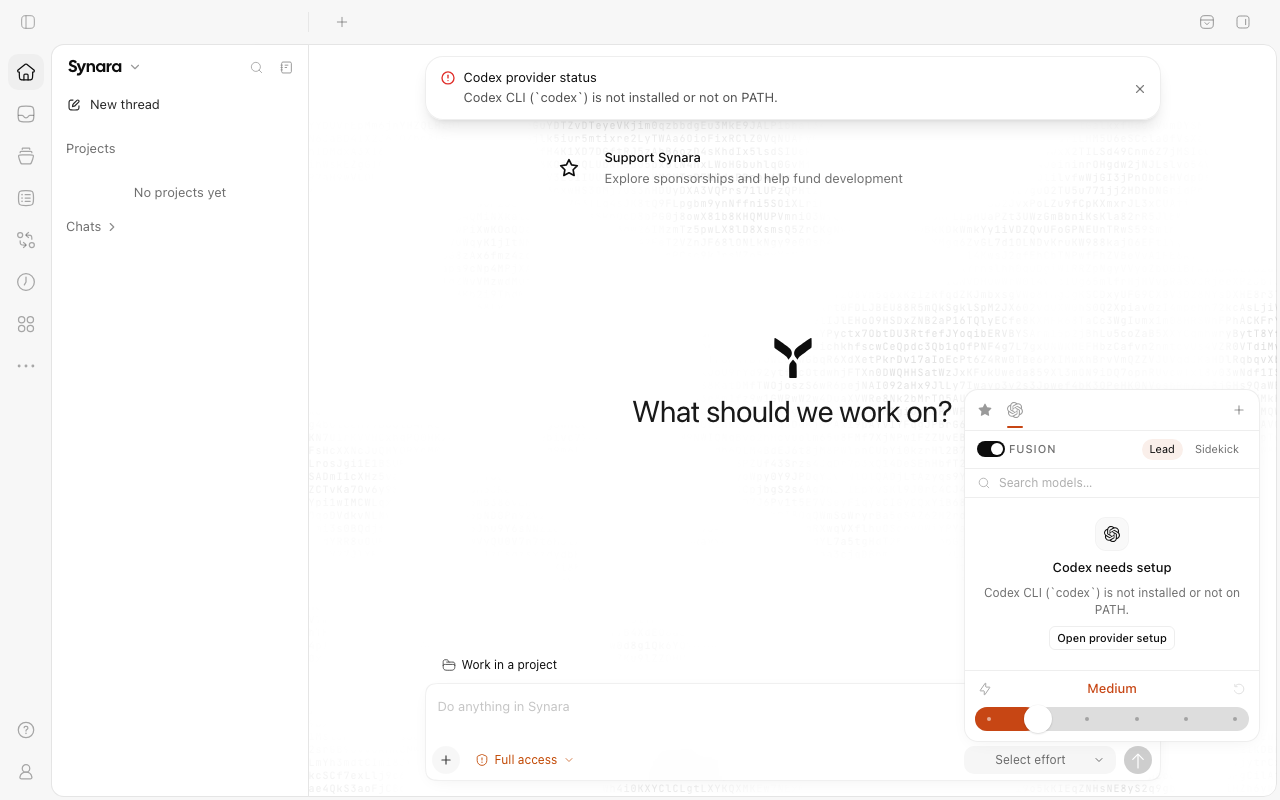 Synara
New thread
Projects
No projects yet
Chats
Codex provider status
Codex CLI (`codex`) is not installed or not on PATH.
Support Synara
Explore sponsorships and help fund development
What should we work on?
Work in a project
Do anything in Synara
Full access
Select effort
FUSION
Lead
Sidekick
Search models...
Codex needs setup
Codex CLI (`codex`) is not installed or not on
PATH.
Open provider setup
Medium